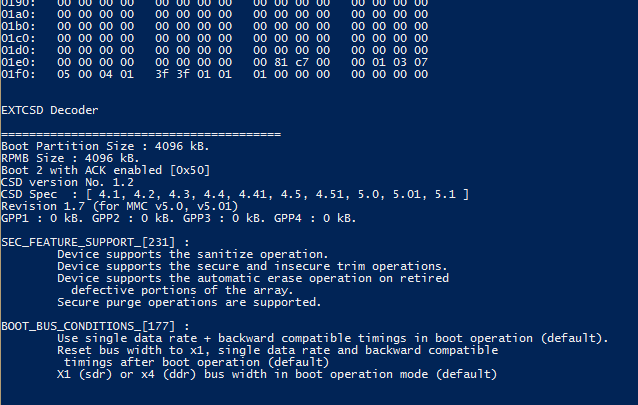 0190: 00 00 00 00 00 00 00 00 00 00 00 00 00 00 00 00
01a0: 00 00 00 00 00 00 00 00 00 00 00 00 00 00 00 00
01b0: 00 00 00 00 00 00 00 00 00 00 00 00 00 00 00 00
01c0: 00 00 00 00 00 00 00 00 00 00 00 00 00 00 00 00
01d0: 00 00 00 00 00 00 00 00 00 00 00 00 00 00 00 00
01e0: 00 00 00 00 00 00 00 00 00 81 c7 00 00 01 03 07
01f0: 05 00 04 01 3f 3f 01 01 01 00 00 00 00 00 00 00
EXTCSD Decoder
========================================
Boot Partition Size : 4096 kB.
RPMB Size : 4096 kB.
Boot 2 with ACK enabled [0x50]
CSD version No. 1.2
CSD Spec : [ 4.1, 4.2, 4.3, 4.4, 4.41, 4.5, 4.51, 5.0, 5.01, 5.1 ]
Revision 1.7 (for MMC v5.0, v5.01)
GPP1 : 0 kB. GPP2 : 0 kB. GPP3 : 0 kB. GPP4 : 0 kB.
SEC_FEATURE_SUPPORT_[231] :
Device supports the sanitize operation.
Device supports the secure and insecure trim operations.
Device supports the automatic erase operation on retired
defective portions of the array.
Secure purge operations are supported.
BOOT_BUS_CONDITIONS_[177] :
Use single data rate + backward compatible timings in boot operation (default).
Reset bus width to x1, single data rate and backward compatible
timings after boot operation (default)
X1 (sdr) or x4 (ddr) bus width in boot operation mode (default)